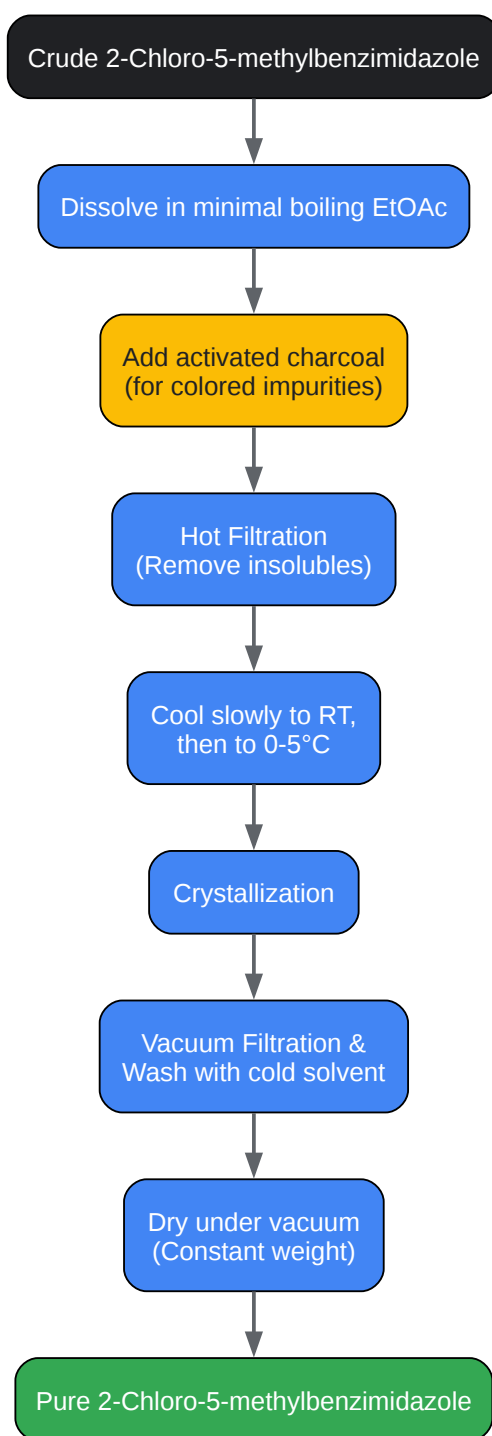 Crude 2-Chloro-5-methylbenzimidazole
Dissolve in minimal boiling EtOAc
Add activated charcoal
(for colored impurities)
Hot Filtration
(Remove insolubles)
Cool slowly to RT,
then to 0-5°C
Crystallization
Vacuum Filtration &
Wash with cold solvent
Dry under vacuum
(Constant weight)
Pure 2-Chloro-5-methylbenzimidazole